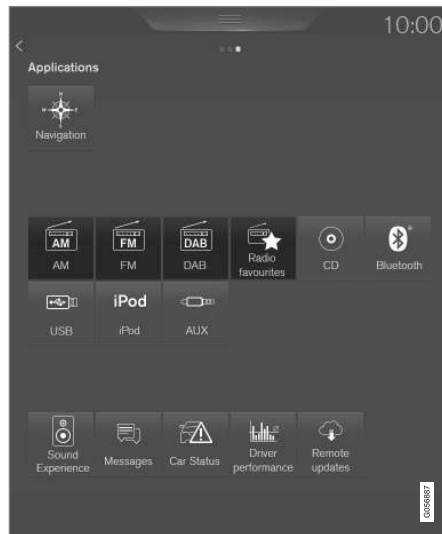 10:00
Applications
Navigation
AM FM DAB
AM FM DAB Radio favourites CD Bluetooth
iPod
USB iPod AUX
Sound Experience Messages Car Status Driver performance Remote updates
G056887